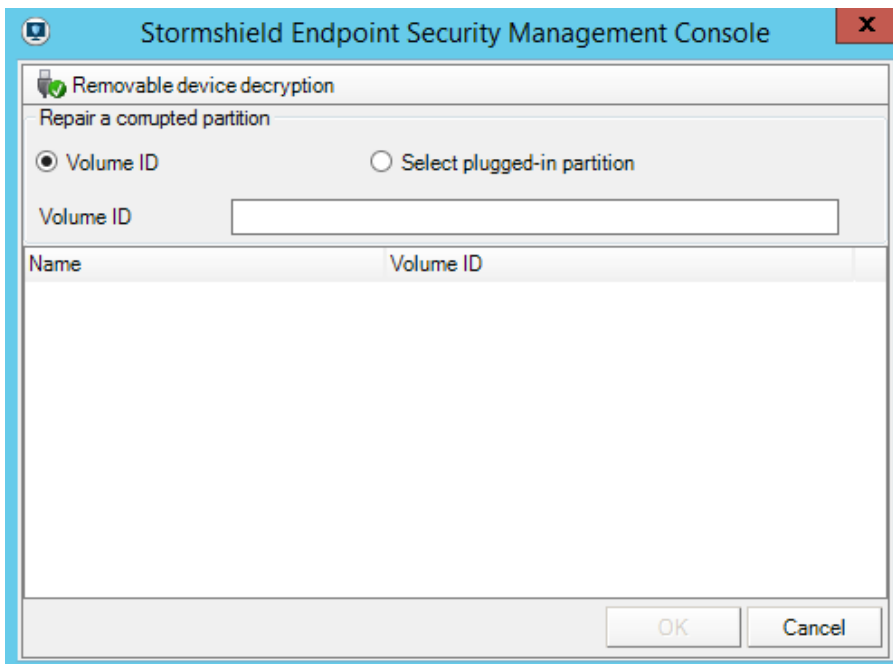 Stormshield Endpoint Security Management Console
x
Removable device decryption
Repair a corrupted partition
Volume ID
Select plugged-in partition
Volume ID
Name
Volume ID
OK
Cancel